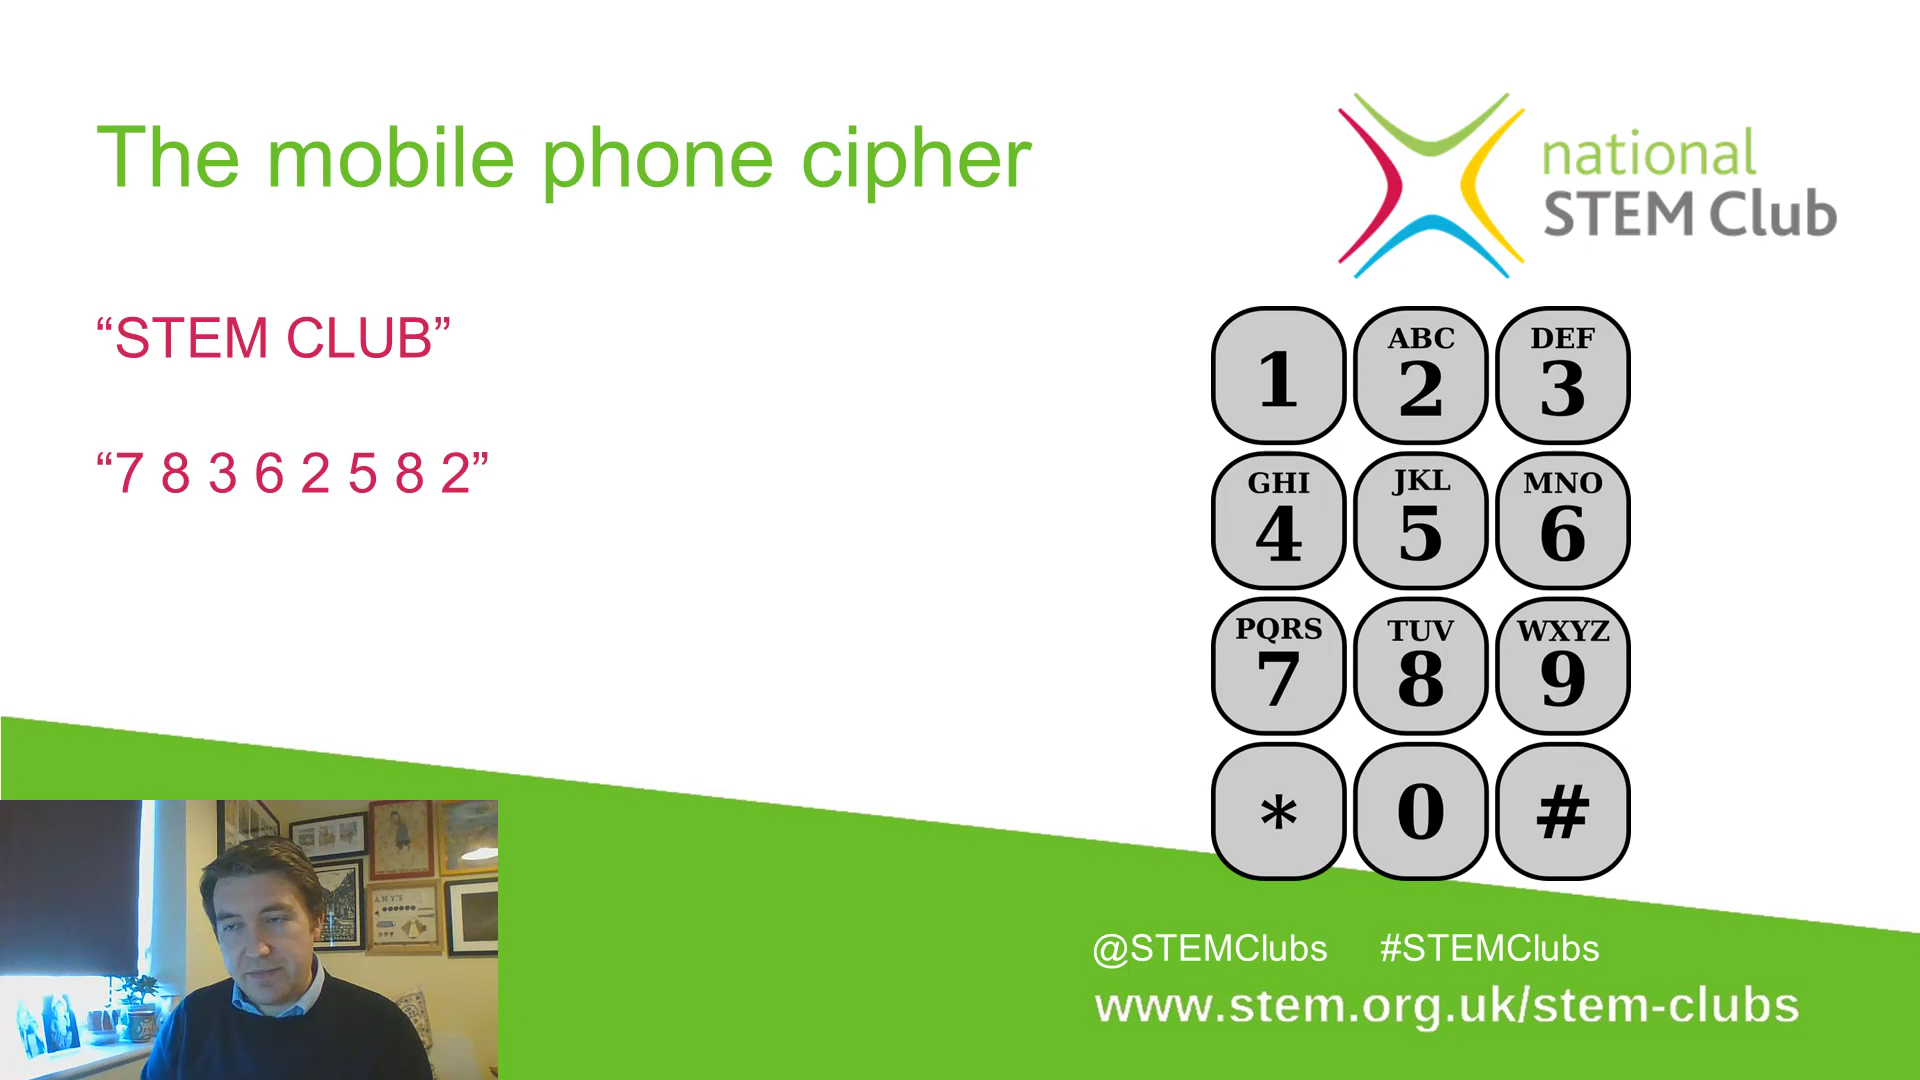 The mobile phone cipher
national
STEM Club
“STEM CLUB”
“7 8 3 6 2 5 8 2”
1
ABC
2
DEF
3
GHI
4
JKL
5
MNO
6
PQRS
7
TUV
8
WXYZ
9
*
0
#
AMY'S
@STEMClubs #STEMClubs
www.stem.org.uk/stem-clubs